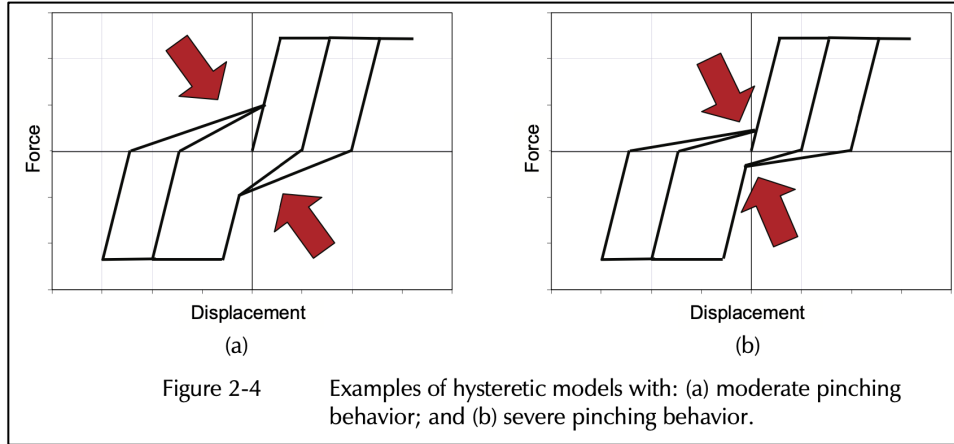 Force
Displacement
(a)
Force
Displacement
(b)
Figure 2-4 Examples of hysteretic models with: (a) moderate pinching
behavior; and (b) severe pinching behavior.